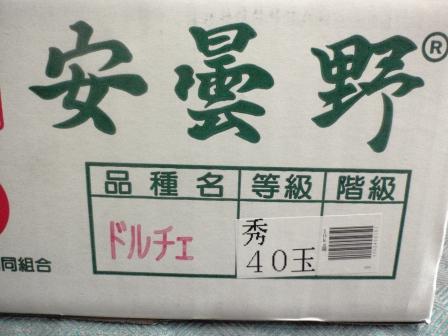 安曇野®
品種名 等級 階級
ドルチェ 秀
40玉
同組合